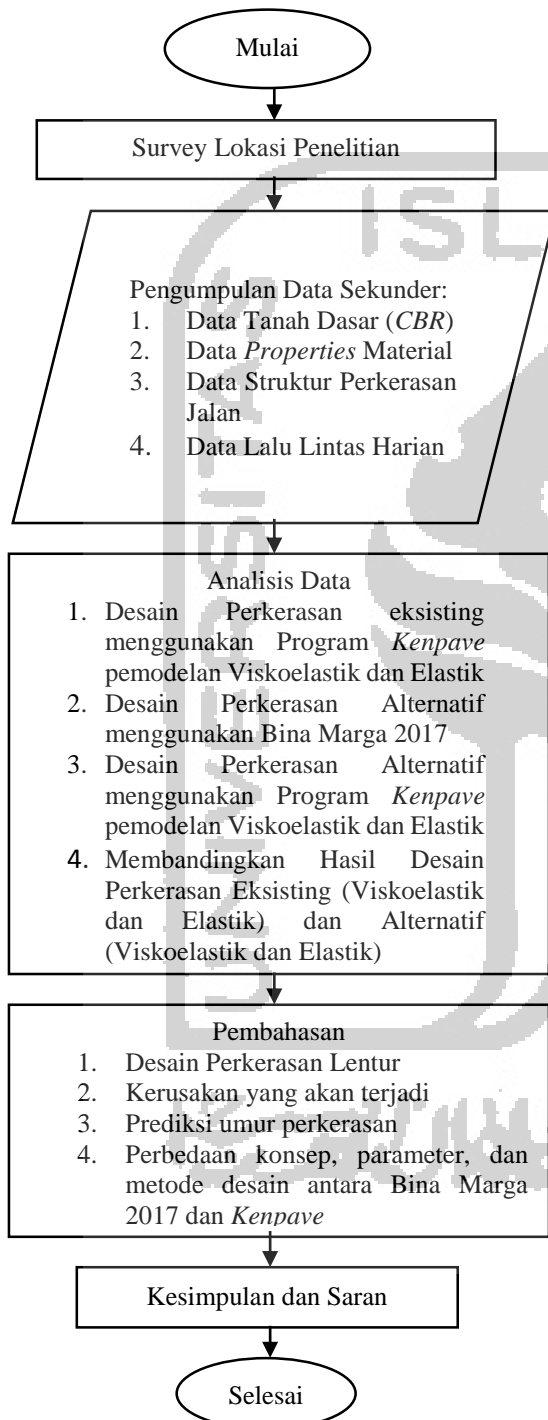 Mulai
Survey Lokasi Penelitian
Pengumpulan Data Sekunder:
1. Data Tanah Dasar (CBR)
2. Data Properties Material
3. Data Struktur Perkerasan
Jalan
4. Data Lalu Lintas Harian
Analisis Data
1. Desain Perkerasan eksisting
menggunakan Program Kenpave
pemodelan Viskoelastik dan Elastik
2. Desain Perkerasan Alternatif
menggunakan Bina Marga 2017
3. Desain Perkerasan Alternatif
menggunakan Program Kenpave
pemodelan Viskoelastik dan Elastik
4. Membandingkan Hasil Desain
Perkerasan Eksisting (Viskoelastik
dan Elastik) dan Alternatif
(Viskoelastik dan Elastik)
Pembahasan
1. Desain Perkerasan Lentur
2. Kerusakan yang akan terjadi
3. Prediksi umur perkerasan
4. Perbedaan konsep, parameter, dan
metode desain antara Bina Marga
2017 dan Kenpave
Kesimpulan dan Saran
Selesai
ISL
UNIVERSITAS